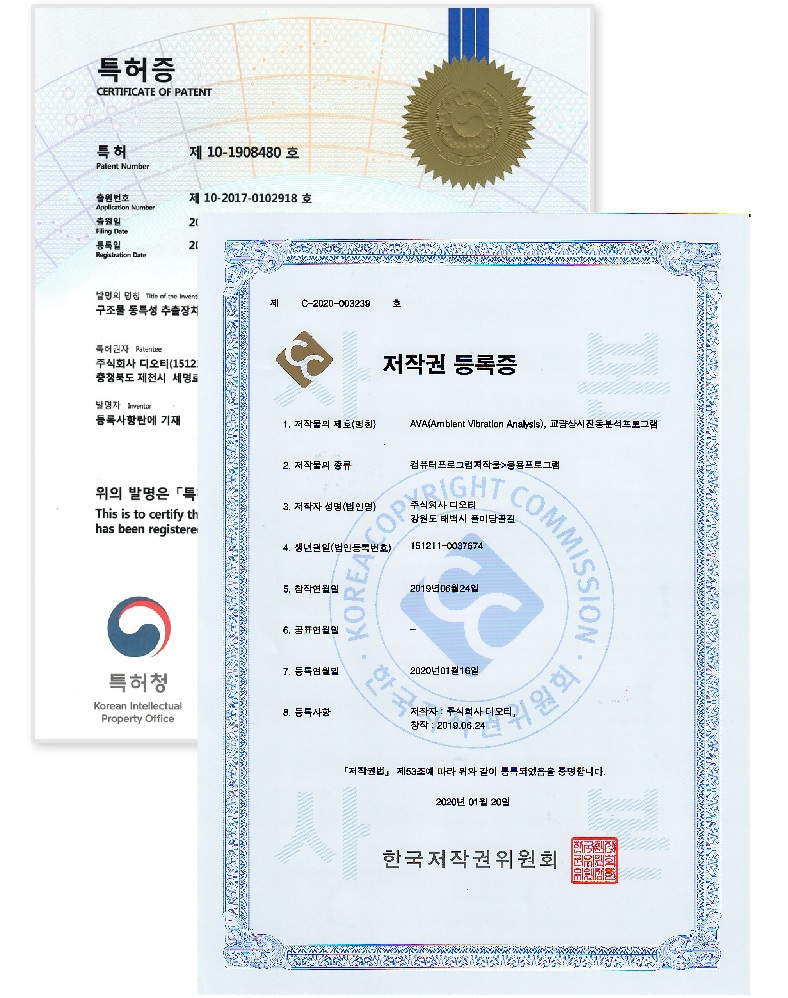 특허증
CERTIFICATE OF PATENT
특허 제 10-1908480 호
Patent Number
출원번호 제 10-2017-0102918 호
Application Number
출원일 20
Filing Date
등록일 20
Registration Date
발명의 명칭 Title of the Invent
구조물 동특성 추출장치
특허권자 Patentee
주식회사 디오티(1512
충청북도 제천시 세명로
발명자 Inventor
등록사항란에 기재
위의 발명은 「특
This is to certify th
has been registere
특허청
Korean Intellectual
Property Office
제 C-2020-003239 호
저작권 등록증
1. 저작물의 제호(명칭) AVA(Ambient Vibration Analysis), 교량상시진동분석프로그램
2. 저작물의 종류 컴퓨터프로그램저작물>응용프로그램
3. 저작자 성명(법인명) 주식회사 디오티
강원도 태백시 풀미당골길
4. 생년월일(법인등록번호) 151211-0037674
5. 창작연월일 2019년06월24일
6. 공표연월일 –
7. 등록연월일 2020년01월16일
8. 등록사항 저작자 : 주식회사 디오티,
창작 : 2019.06.24
「저작권법」 제53조에 따라 위와 같이 등록되었음을 증명합니다.
2020년 01월 20일
한국저작권위원회
KOREA COPYRIGHT COMMISSION
한국저작권위원회
사 본
사 본